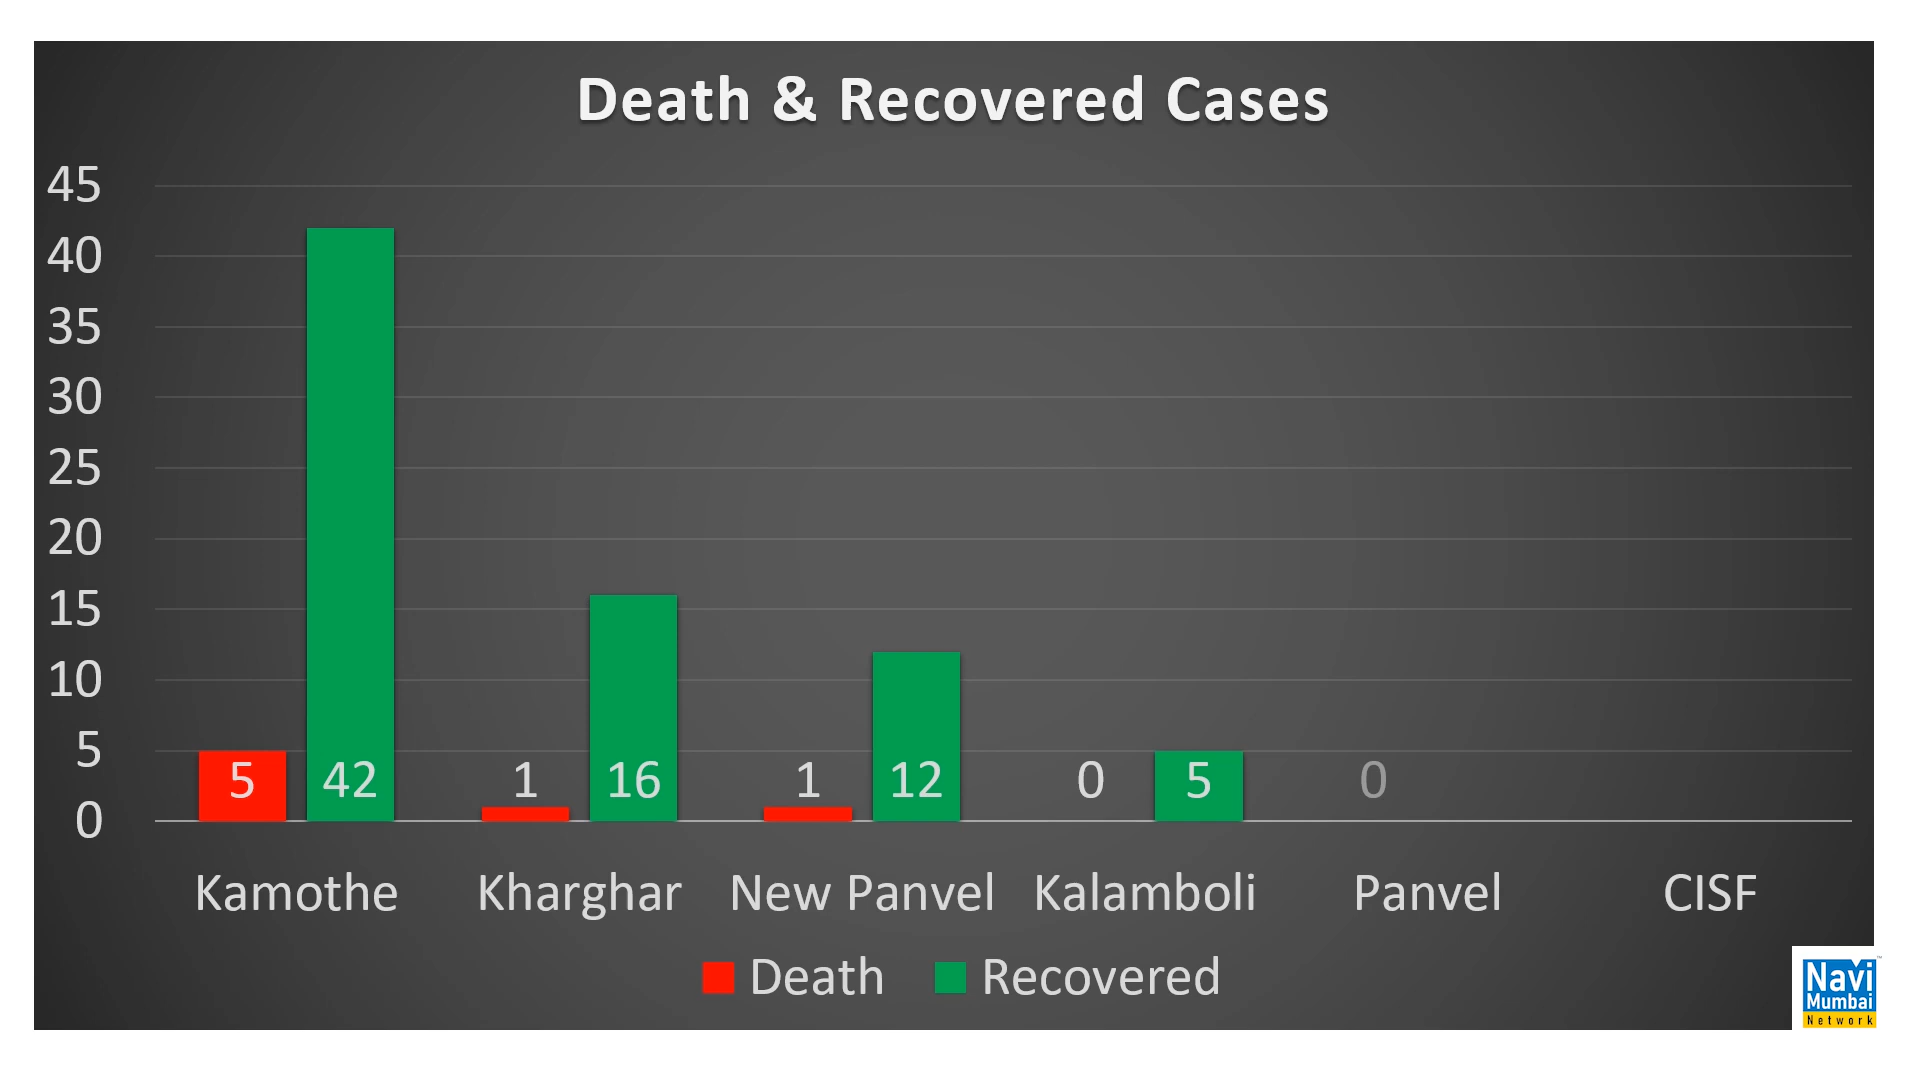 Death & Recovered Cases
45
40
35
30
25
20
15
10
5
0
5 42 1 16 1 12 0 5 0
Kamothe Kharghar New Panvel Kalamboli Panvel CISF
Death Recovered
Navi
Mumbai
Network